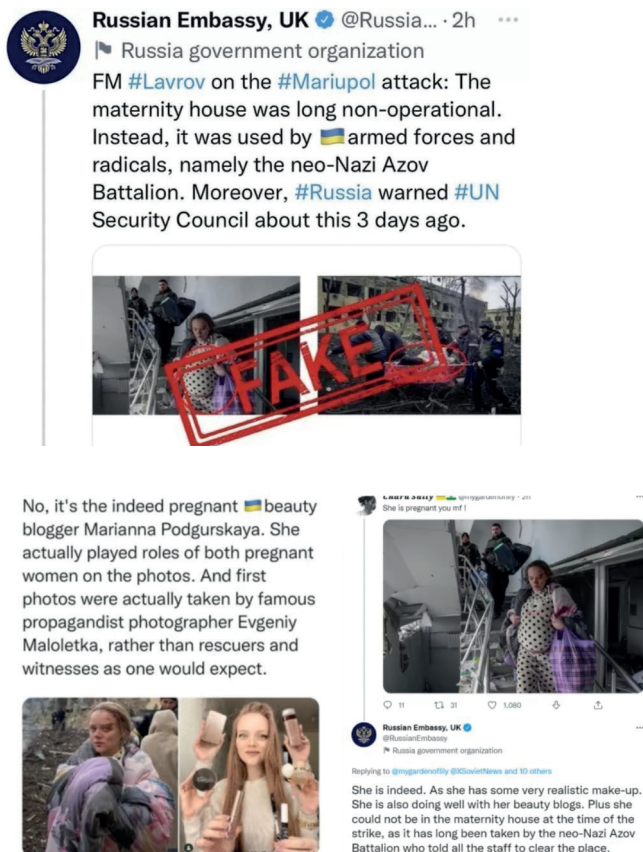 Russian Embassy, UK @Russia... · 2h
Russia government organization
FM #Lavrov on the #Mariupol attack: The
maternity house was long non-operational.
Instead, it was used by 🇺🇦armed forces and
radicals, namely the neo-Nazi Azov
Battalion. Moreover, #Russia warned #UN
Security Council about this 3 days ago.
FAKE
No, it's the indeed pregnant 🇺🇦beauty
blogger Marianna Podgurskaya. She
actually played roles of both pregnant
women on the photos. And first
photos were actually taken by famous
propagandist photographer Evgeniy
Maloletka, rather than rescuers and
witnesses as one would expect.
@mygardenoflily · 2h
She is pregnant you mf !
11 31 1,080
Russian Embassy, UK
@RussianEmbassy
Russia government organization
Replying to @mygardenoflily @XSovietNews and 10 others
She is indeed. As she has some very realistic make-up.
She is also doing well with her beauty blogs. Plus she
could not be in the maternity house at the time of the
strike, as it has long been taken by the neo-Nazi Azov
Battalion who told all the staff to clear the place.